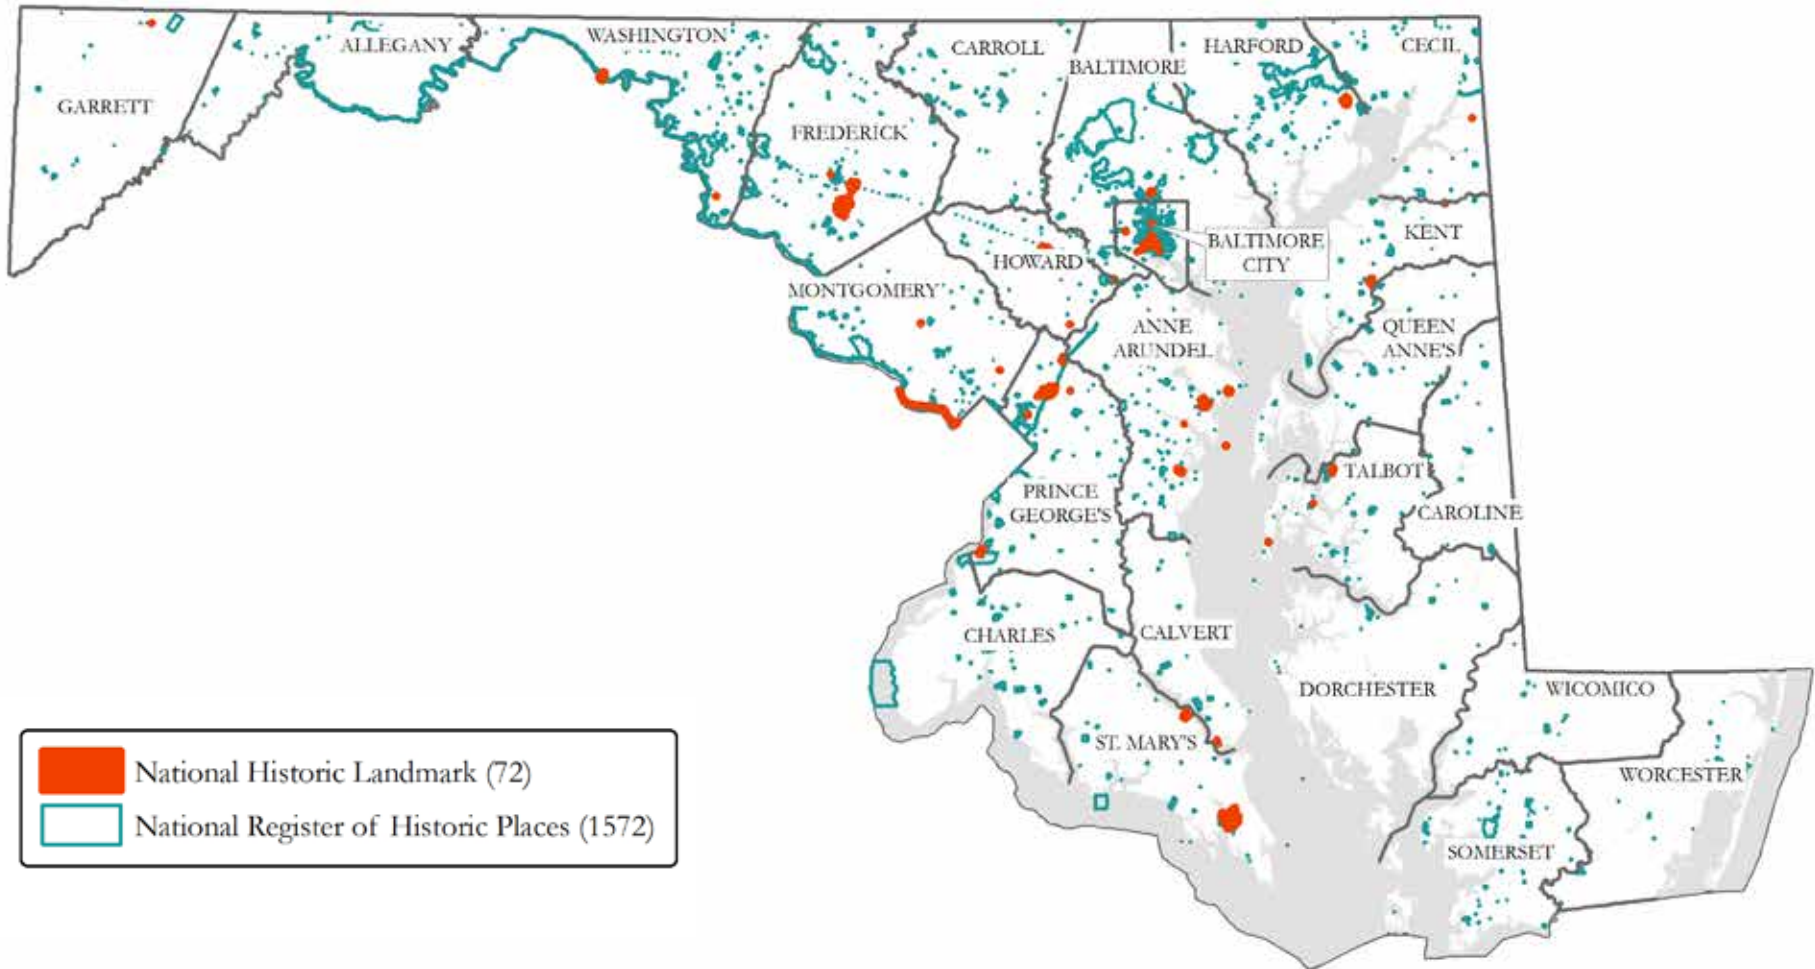 WASHINGTON
ALLEGANY
CARROLL
HARFORD
CECIL
BALTIMORE
GARRETT
FREDERICK
BALTIMORE
CITY
KENT
HOWARD
MONTGOMERY
ANNE
ARUNDEL
QUEEN
ANNE'S
TALBOT
PRINCE
GEORGE'S
CAROLINE
CHARLES
CALVERT
DORCHESTER
WICOMICO
ST. MARY'S
WORCESTER
SOMERSET
National Historic Landmark (72)
National Register of Historic Places (1572)